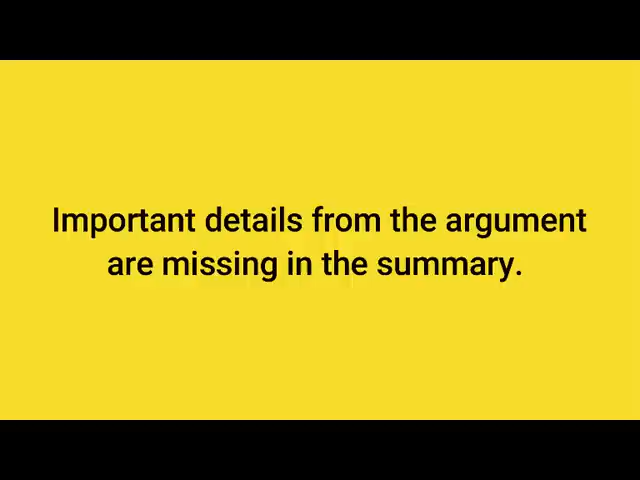 Important details from the argument
are missing in the summary.